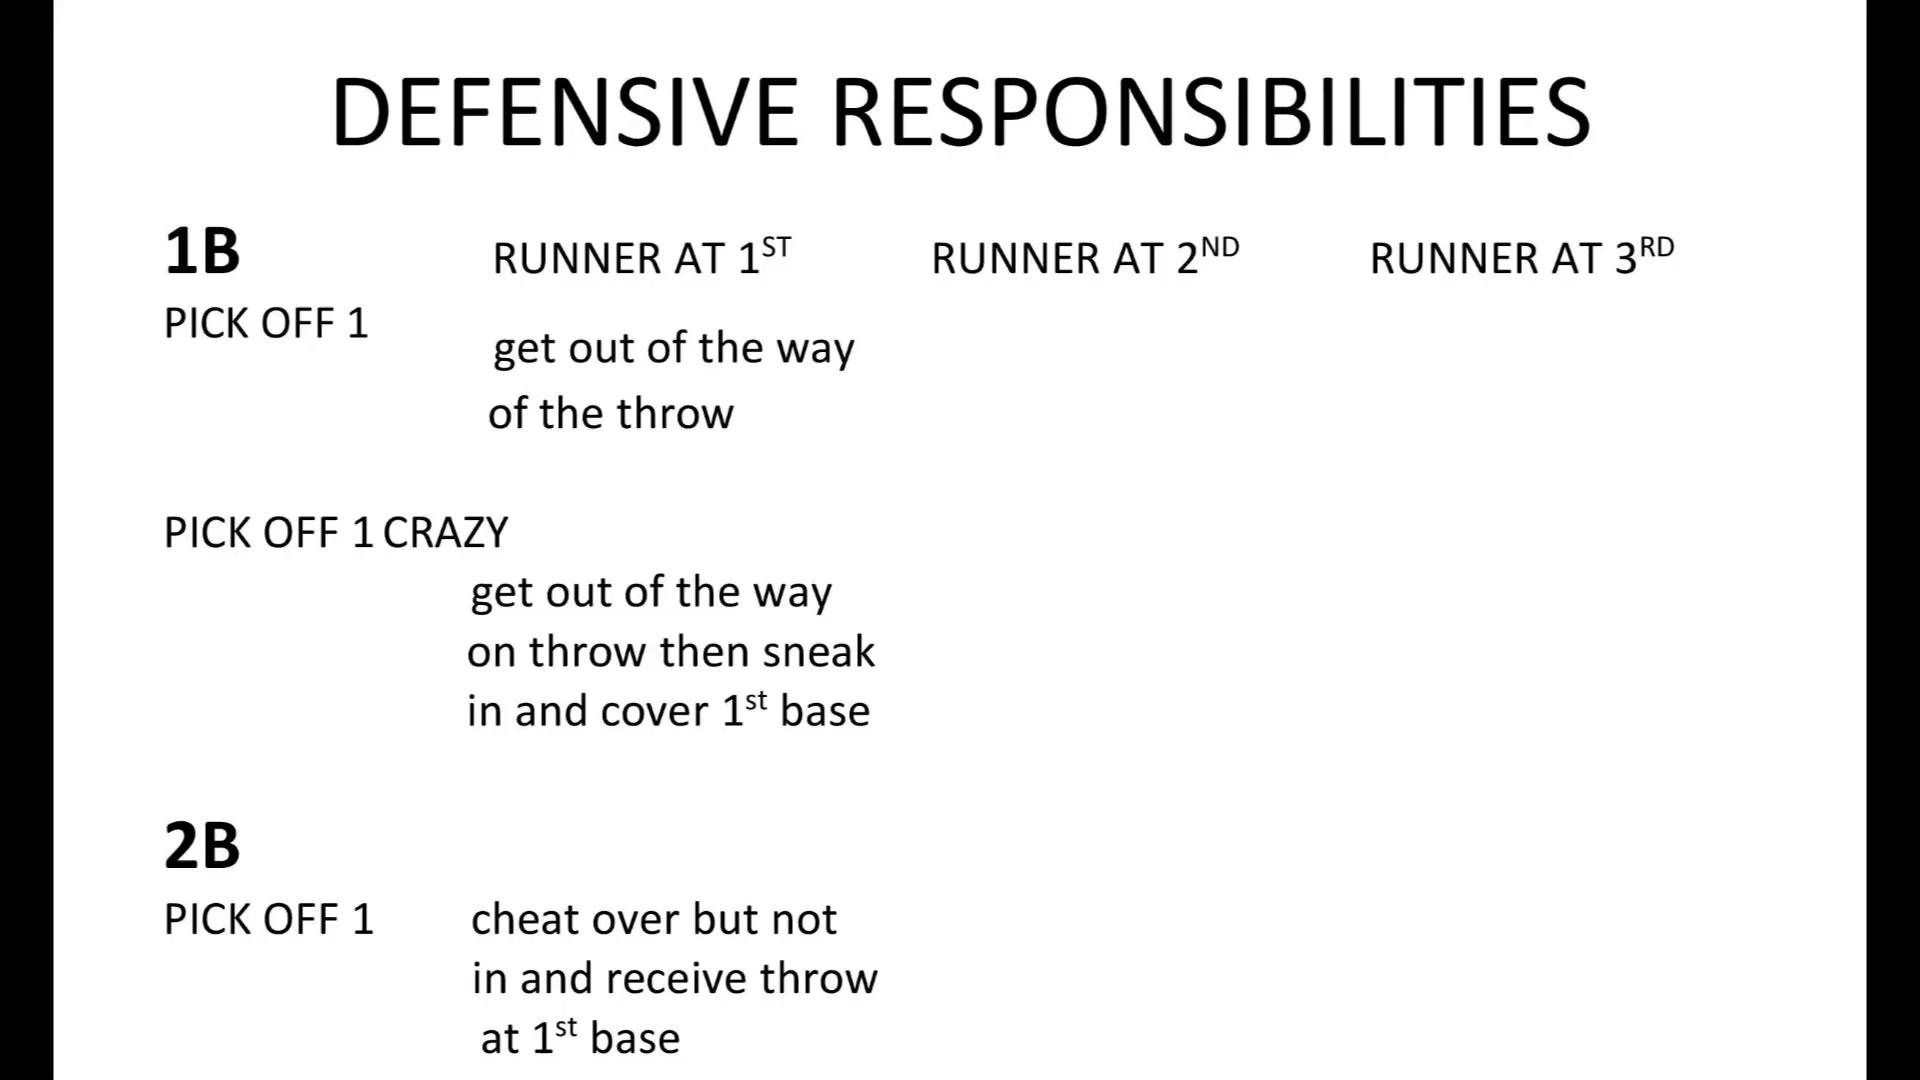 DEFENSIVE RESPONSIBILITIES
1B RUNNER AT 1ST RUNNER AT 2ND RUNNER AT 3RD
PICK OFF 1
get out of the way
of the throw
PICK OFF 1 CRAZY
get out of the way
on throw then sneak
in and cover 1st base
2B
PICK OFF 1 cheat over but not
in and receive throw
at 1st base